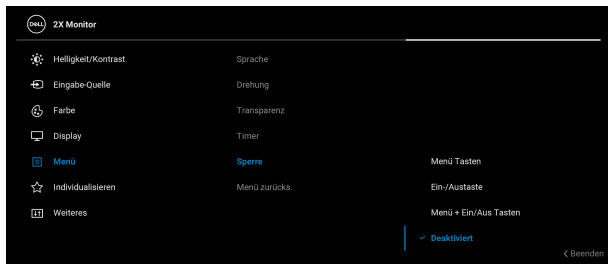 DELL 2X Monitor
Helligkeit/Kontrast Sprache
Eingabe-Quelle Drehung
Farbe Transparenz
Display Timer
Menü Sperre Menü Tasten
Individualisieren Menü zurücks. Ein-/Austaste
Weiteres Menü + Ein/Aus Tasten
Deaktiviert
Beenden